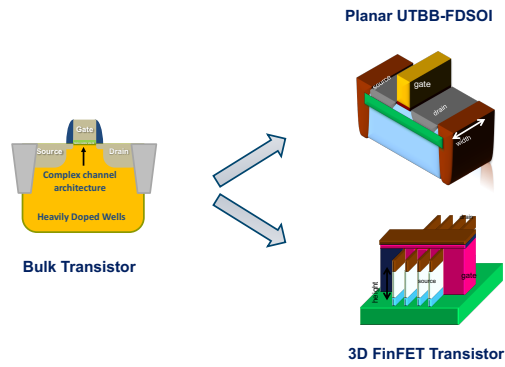 Planar UTBB-FDSOI
source
gate
drain
width
Gate
Source
Drain
Complex channel
architecture
Heavily Doped Wells
Bulk Transistor
drain
source
gate
height
3D FinFET Transistor